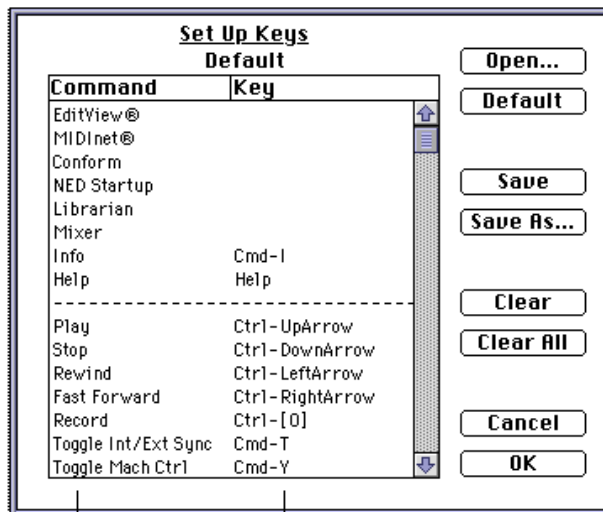 Set Up Keys
Default
Command Key
EditView®
MIDInet®
Conform
NED Startup
Librarian
Mixer
Info Cmd-I
Help Help
Play Ctrl-UpArrow
Stop Ctrl-DownArrow
Rewind Ctrl-LeftArrow
Fast Forward Ctrl-RightArrow
Record Ctrl-[0]
Toggle Int/Ext Sync Cmd-T
Toggle Mach Ctrl Cmd-Y
Open...
Default
Save
Save As...
Clear
Clear All
Cancel
OK